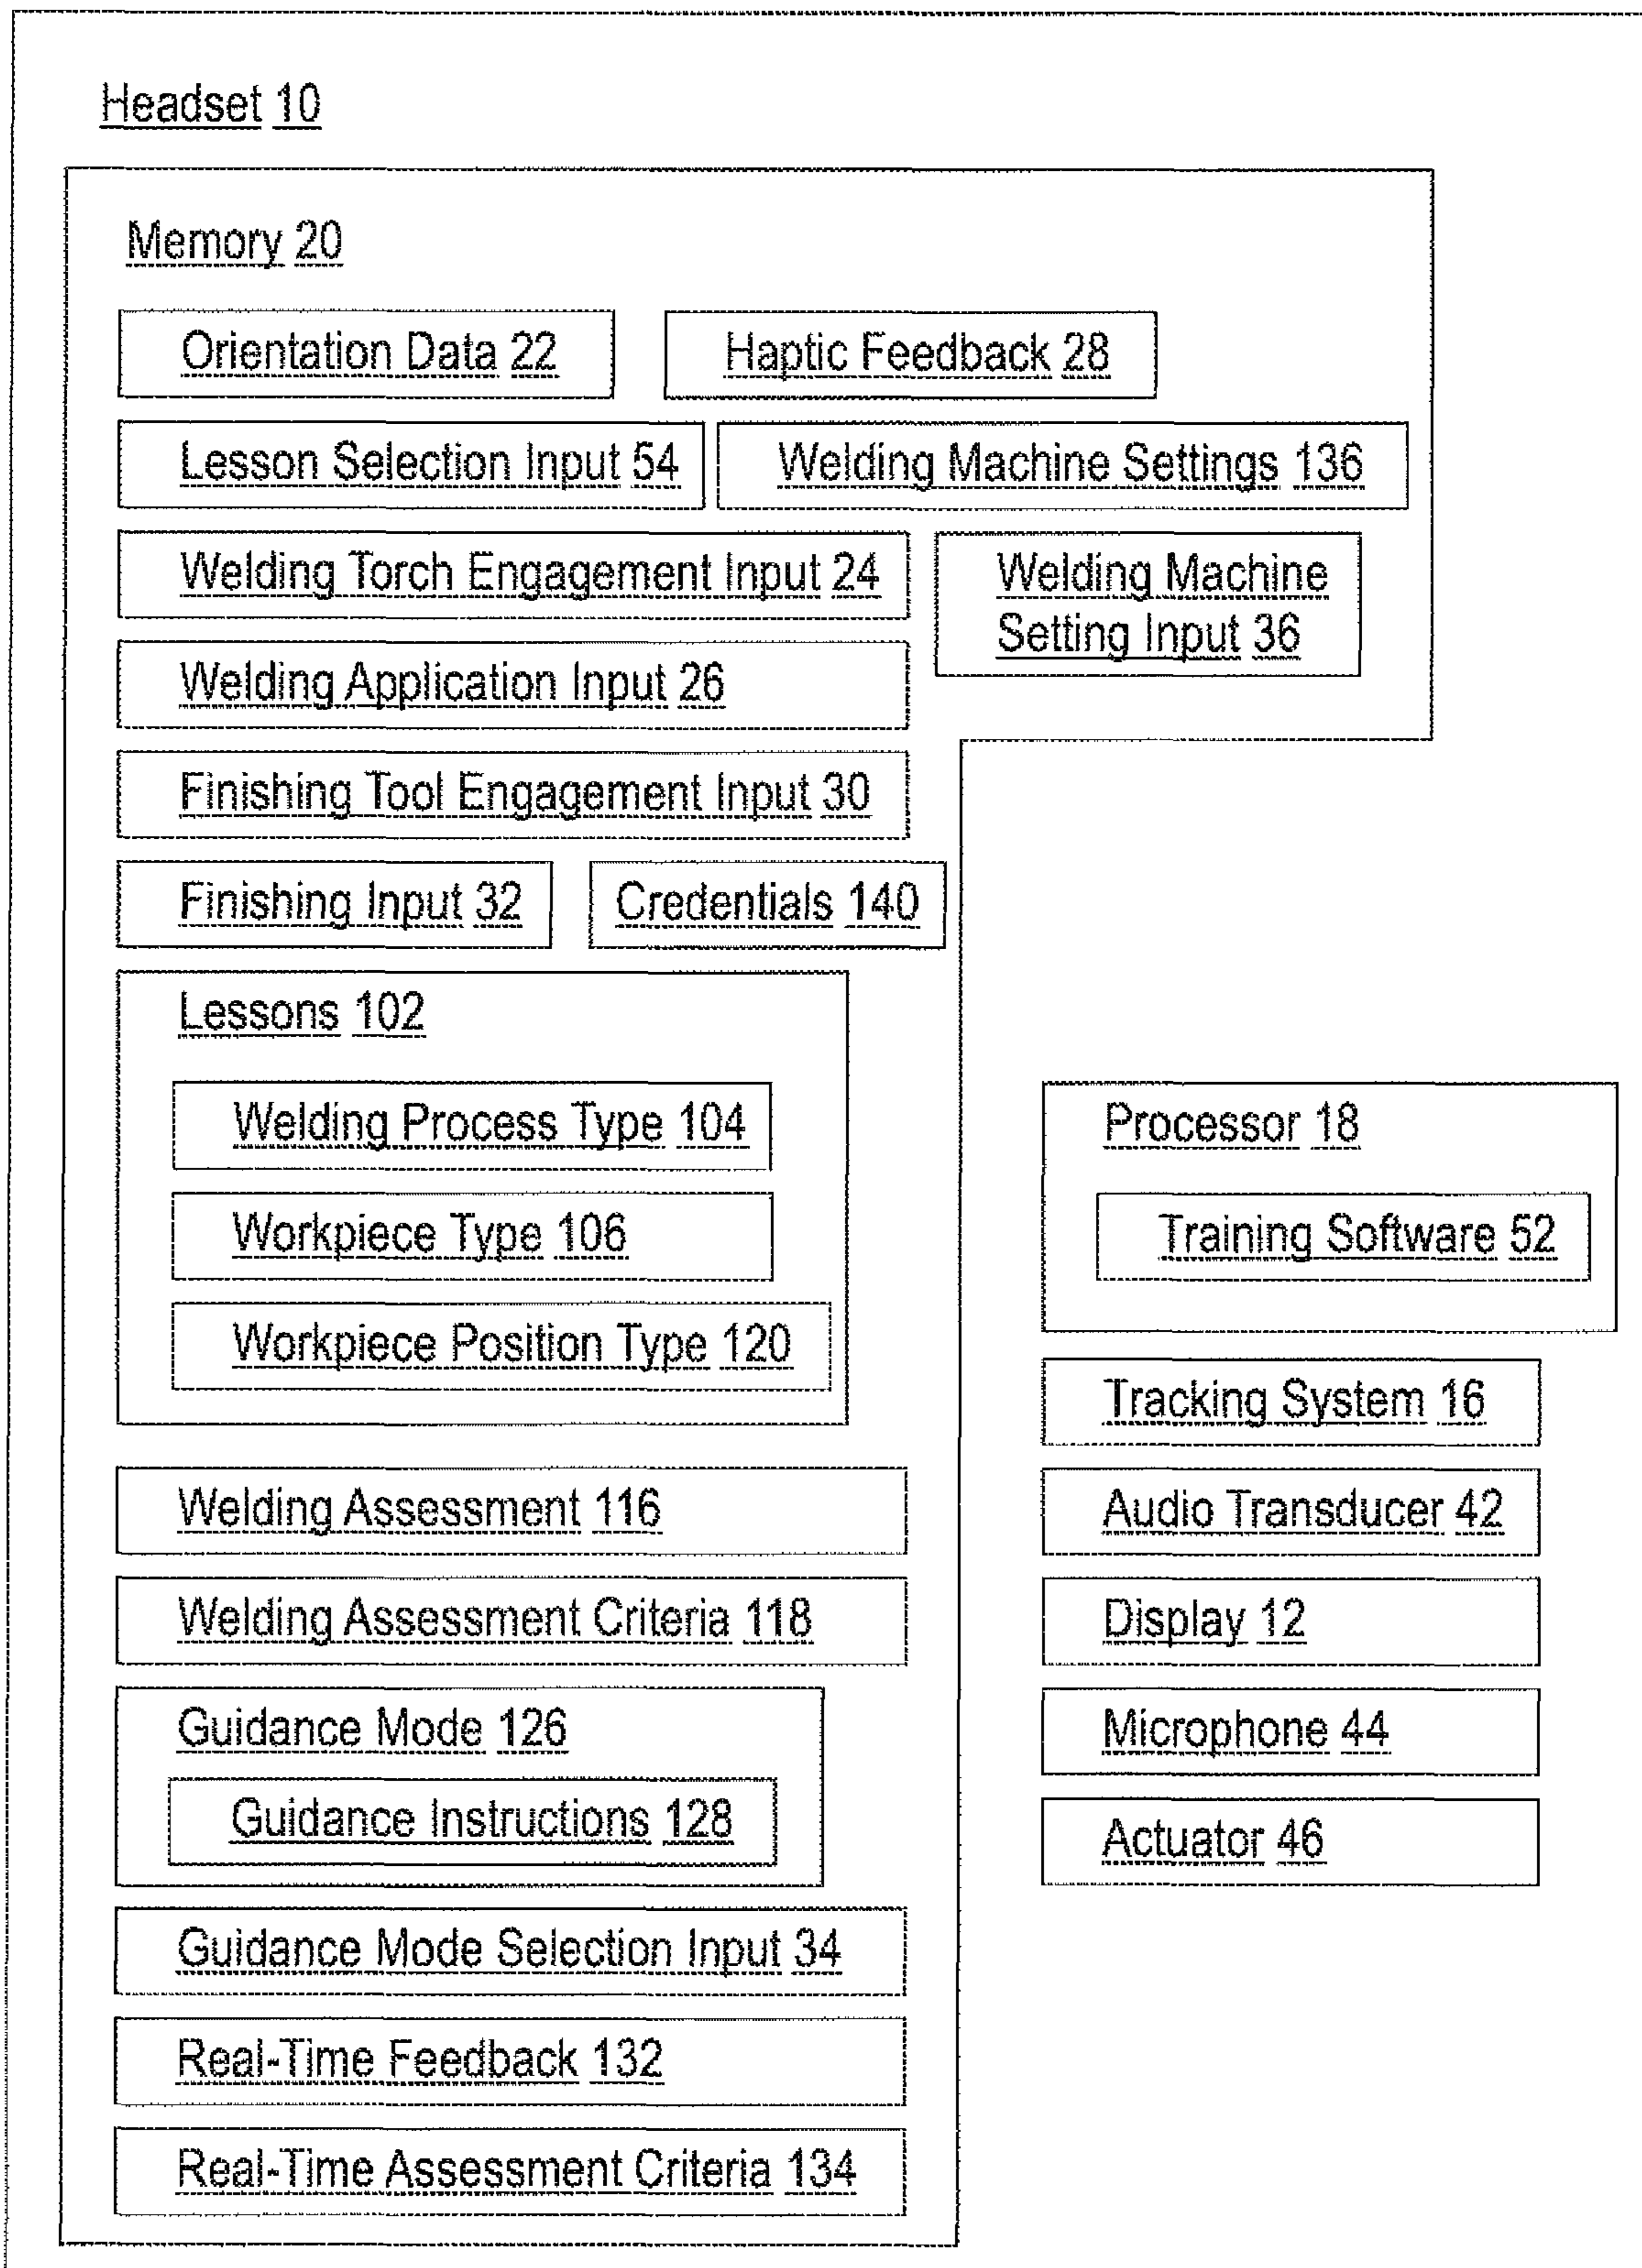 Headset 10
Memory 20
Orientation Data 22
Haptic Feedback 28
Lesson Selection Input 54
Welding Machine Settings 136
Welding Torch Engagement Input 24
Welding Machine
Setting Input 36
Welding Application Input 26
Finishing Tool Engagement Input 30
Finishing Input 32
Credentials 140
Lessons 102
Welding Process Type 104
Workpiece Type 106
Workpiece Position Type 120
Welding Assessment 116
Welding Assessment Criteria 118
Guidance Mode 126
Guidance Instructions 128
Guidance Mode Selection Input 34
Real-Time Feedback 132
Real-Time Assessment Criteria 134
Processor 18
Training Software 52
Tracking System 16
Audio Transducer 42
Display 12
Microphone 44
Actuator 46